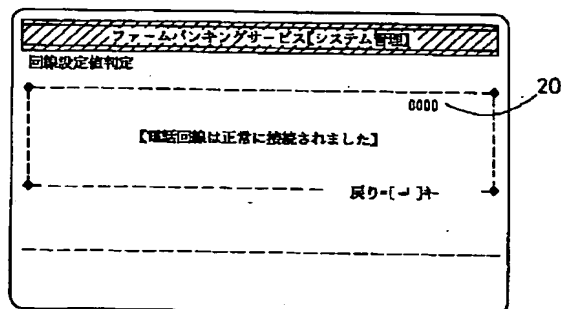 ファームバンキングサービス【システム管理】
回線設定値判定
0000
20
【電話回線は正常に接続されました】
戻り=[↵]キー